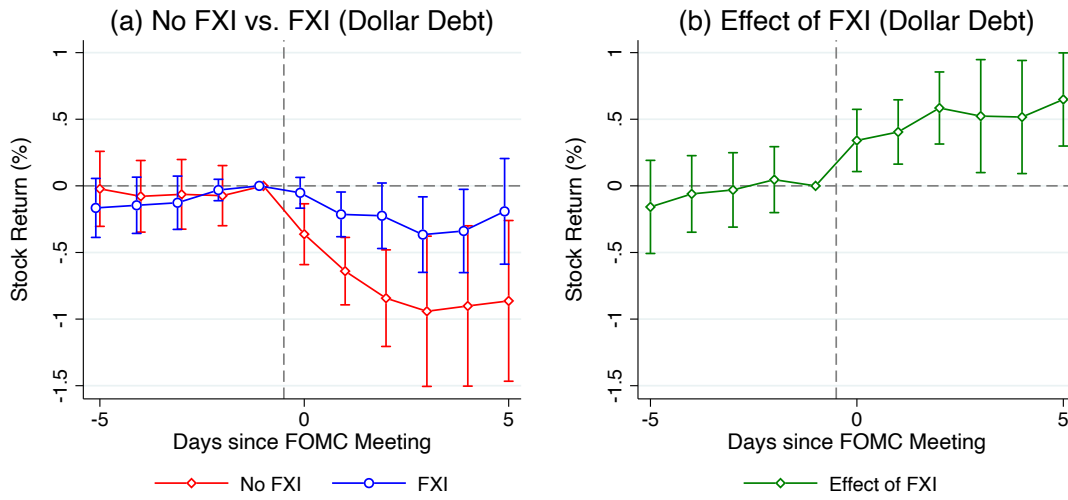 (a) No FXI vs. FXI (Dollar Debt)
Stock Return (%)
1
.5
0
-.5
-1
-1.5
-5
0
5
Days since FOMC Meeting
No FXI
FXI
(b) Effect of FXI (Dollar Debt)
Stock Return (%)
1
.5
0
-.5
-1
-1.5
-5
0
5
Days since FOMC Meeting
Effect of FXI